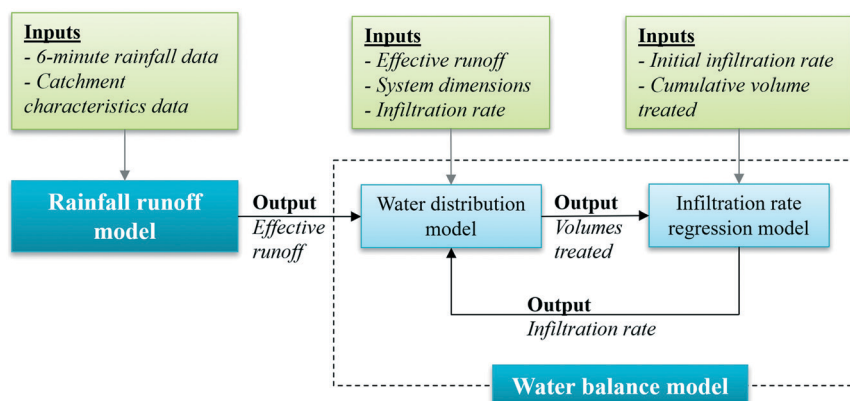 Inputs
- 6-minute rainfall data
- Catchment
characteristics data
Inputs
- Effective runoff
- System dimensions
- Infiltration rate
Inputs
- Initial infiltration rate
- Cumulative volume
treated
Rainfall runoff
model
Output
Effective
runoff
Water distribution
model
Output
Volumes
treated
Infiltration rate
regression model
Output
Infiltration rate
Water balance model